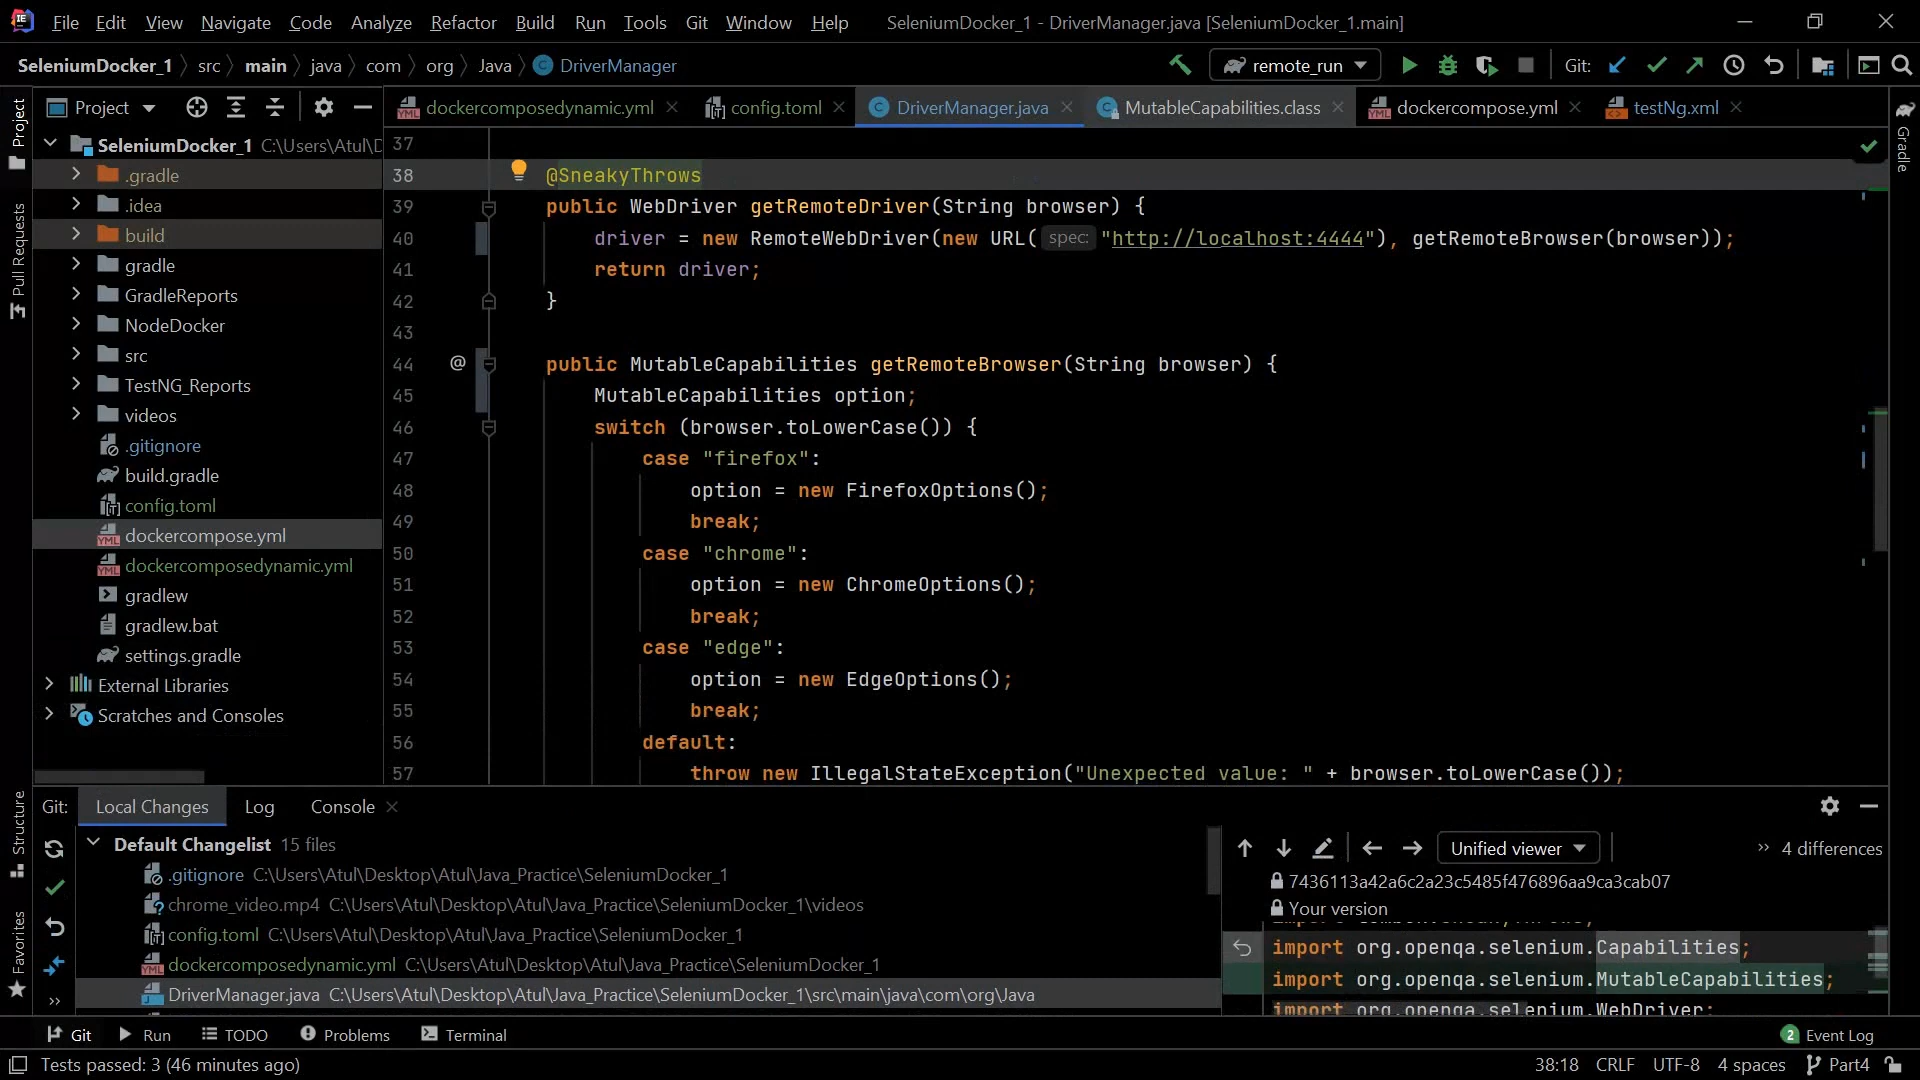 File Edit View Navigate Code Analyze Refactor Build Run Tools Git Window Help SeleniumDocker_1 - DriverManager.java [SeleniumDocker_1.main]
SeleniumDocker_1 src main java com org Java DriverManager remote_run Git:
Project
dockercomposedynamic.yml config.toml DriverManager.java MutableCapabilities.class dockercompose.yml testNg.xml
Project
Pull Requests
Structure
Favorites
Gradle
SeleniumDocker_1 C:\Users\Atul\D
.gradle
.idea
build
gradle
GradleReports
NodeDocker
src
TestNG_Reports
videos
.gitignore
build.gradle
config.toml
dockercompose.yml
dockercomposedynamic.yml
gradlew
gradlew.bat
settings.gradle
External Libraries
Scratches and Consoles
37
38 @SneakyThrows
39 public WebDriver getRemoteDriver(String browser) {
40 driver = new RemoteWebDriver(new URL( spec: "http://localhost:4444"), getRemoteBrowser(browser));
41 return driver;
42 }
43
44 @ public MutableCapabilities getRemoteBrowser(String browser) {
45 MutableCapabilities option;
46 switch (browser.toLowerCase()) {
47 case "firefox":
48 option = new FirefoxOptions();
49 break;
50 case "chrome":
51 option = new ChromeOptions();
52 break;
53 case "edge":
54 option = new EdgeOptions();
55 break;
56 default:
57 throw new IllegalStateException("Unexpected value: " + browser.toLowerCase());
Git: Local Changes Log Console
Default Changelist 15 files
.gitignore C:\Users\Atul\Desktop\Atul\Java_Practice\SeleniumDocker_1
chrome_video.mp4 C:\Users\Atul\Desktop\Atul\Java_Practice\SeleniumDocker_1\videos
config.toml C:\Users\Atul\Desktop\Atul\Java_Practice\SeleniumDocker_1
dockercomposedynamic.yml C:\Users\Atul\Desktop\Atul\Java_Practice\SeleniumDocker_1
DriverManager.java C:\Users\Atul\Desktop\Atul\Java_Practice\SeleniumDocker_1\src\main\java\com\org\Java
Unified viewer 4 differences
7436113a42a6c2a23c5485f476896aa9ca3cab07
Your version
import org.openqa.selenium.Capabilities;
import org.openqa.selenium.MutableCapabilities;
import org.openqa.selenium.WebDriver;
Git Run TODO Problems Terminal 2 Event Log
Tests passed: 3 (46 minutes ago) 38:18 CRLF UTF-8 4 spaces Part4